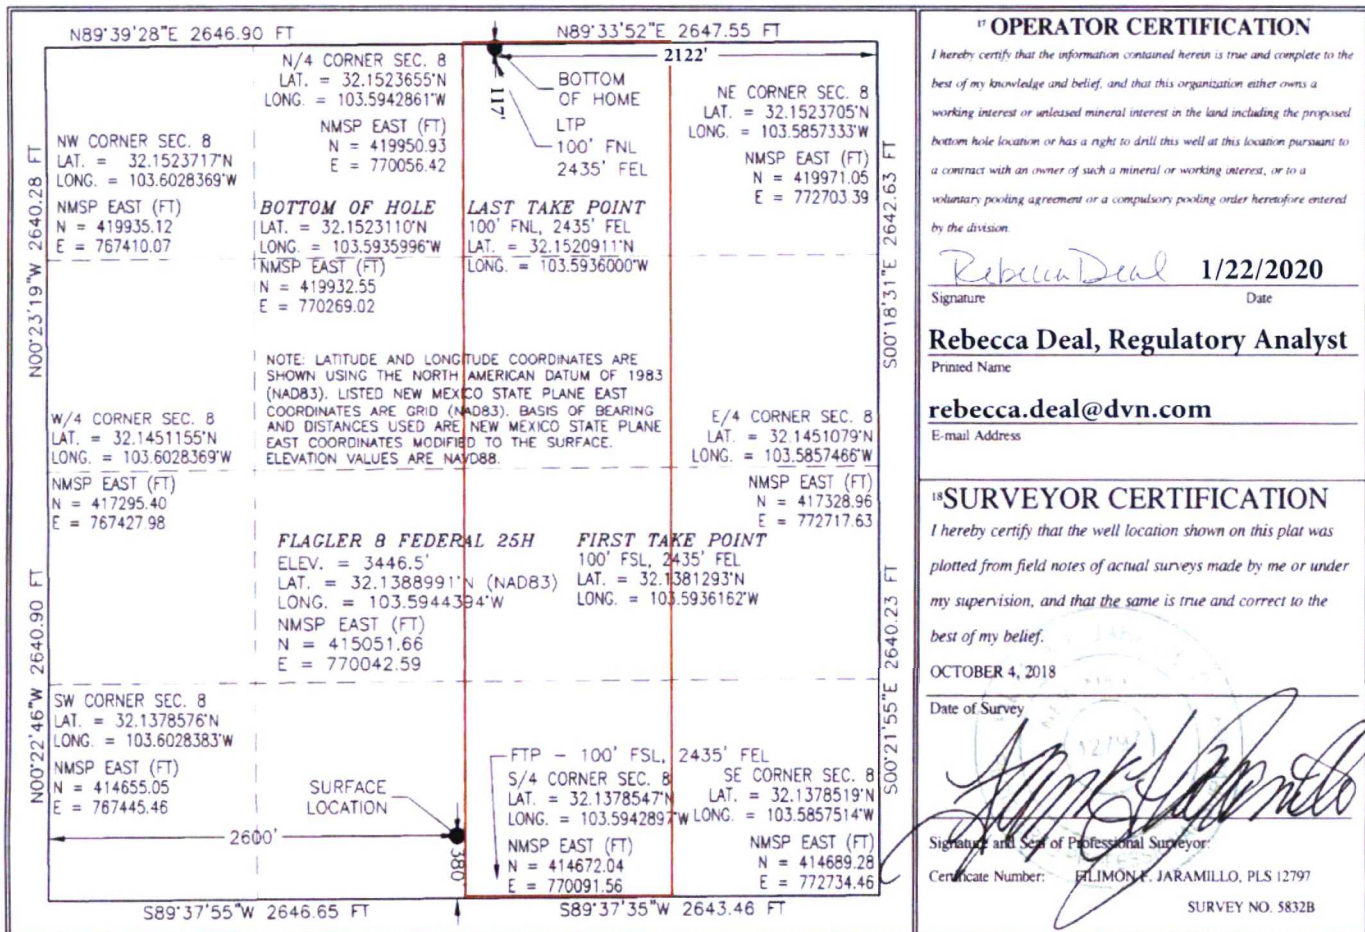 N89°39'28"E 2646.90 FT
N89°33'52"E 2647.55 FT
2122'
117'
N/4 CORNER SEC. 8
LAT. = 32.1523655°N
LONG. = 103.5942861°W
NMSP EAST (FT)
N = 419950.93
E = 770056.42
BOTTOM
OF HOME
LTP
100' FNL
2435' FEL
NE CORNER SEC. 8
LAT. = 32.1523705°N
LONG. = 103.5857333°W
NMSP EAST (FT)
N = 419971.05
E = 772703.39
NW CORNER SEC. 8
LAT. = 32.1523717°N
LONG. = 103.6028369°W
NMSP EAST (FT)
N = 419935.12
E = 767410.07
BOTTOM OF HOLE
LAT. = 32.1523110°N
LONG. = 103.5935996°W
NMSP EAST (FT)
N = 419932.55
E = 770269.02
LAST TAKE POINT
100' FNL, 2435' FEL
LAT. = 32.1520911°N
LONG. = 103.5936000°W
N00°23'19"W 2640.28 FT
S00°18'31"E 2642.63 FT
NOTE: LATITUDE AND LONGITUDE COORDINATES ARE
SHOWN USING THE NORTH AMERICAN DATUM OF 1983
(NAD83). LISTED NEW MEXICO STATE PLANE EAST
COORDINATES ARE GRID (NAD83). BASIS OF BEARING
AND DISTANCES USED ARE NEW MEXICO STATE PLANE
EAST COORDINATES MODIFIED TO THE SURFACE.
ELEVATION VALUES ARE NAVD88.
W/4 CORNER SEC. 8
LAT. = 32.1451155°N
LONG. = 103.6028369°W
NMSP EAST (FT)
N = 417295.40
E = 767427.98
E/4 CORNER SEC. 8
LAT. = 32.1451079°N
LONG. = 103.5857466°W
NMSP EAST (FT)
N = 417328.96
E = 772717.63
FLAGLER 8 FEDERAL 25H
ELEV. = 3446.5'
LAT. = 32.1388991°N (NAD83)
LONG. = 103.5944394°W
NMSP EAST (FT)
N = 415051.66
E = 770042.59
FIRST TAKE POINT
100' FSL, 2435' FEL
LAT. = 32.1381293°N
LONG. = 103.5936162°W
N00°22'46"W 2640.90 FT
S00°21'55"E 2640.23 FT
SW CORNER SEC. 8
LAT. = 32.1378576°N
LONG. = 103.6028383°W
NMSP EAST (FT)
N = 414655.05
E = 767445.46
SURFACE
LOCATION
2600'
380
FTP - 100' FSL, 2435' FEL
S/4 CORNER SEC. 8
LAT. = 32.1378547°N
LONG. = 103.5942897°W
NMSP EAST (FT)
N = 414672.04
E = 770091.56
SE CORNER SEC. 8
LAT. = 32.1378519°N
LONG. = 103.5857514°W
NMSP EAST (FT)
N = 414689.28
E = 772734.46
S89°37'55"W 2646.65 FT
S89°37'35"W 2643.46 FT
17 OPERATOR CERTIFICATION
I hereby certify that the information contained herein is true and complete to the
best of my knowledge and belief, and that this organization either owns a
working interest or unleased mineral interest in the land including the proposed
bottom hole location or has a right to drill this well at this location pursuant to
a contract with an owner of such a mineral or working interest, or to a
voluntary pooling agreement or a compulsory pooling order heretofore entered
by the division.
Rebecca Deal 1/22/2020
Signature Date
Rebecca Deal, Regulatory Analyst
Printed Name
rebecca.deal@dvn.com
E-mail Address
18 SURVEYOR CERTIFICATION
I hereby certify that the well location shown on this plat was
plotted from field notes of actual surveys made by me or under
my supervision, and that the same is true and correct to the
best of my belief.
OCTOBER 4, 2018
Date of Survey
12797
Signature and Seal of Professional Surveyor:
Certificate Number: FILIMON F. JARAMILLO, PLS 12797
SURVEY NO. 5832B